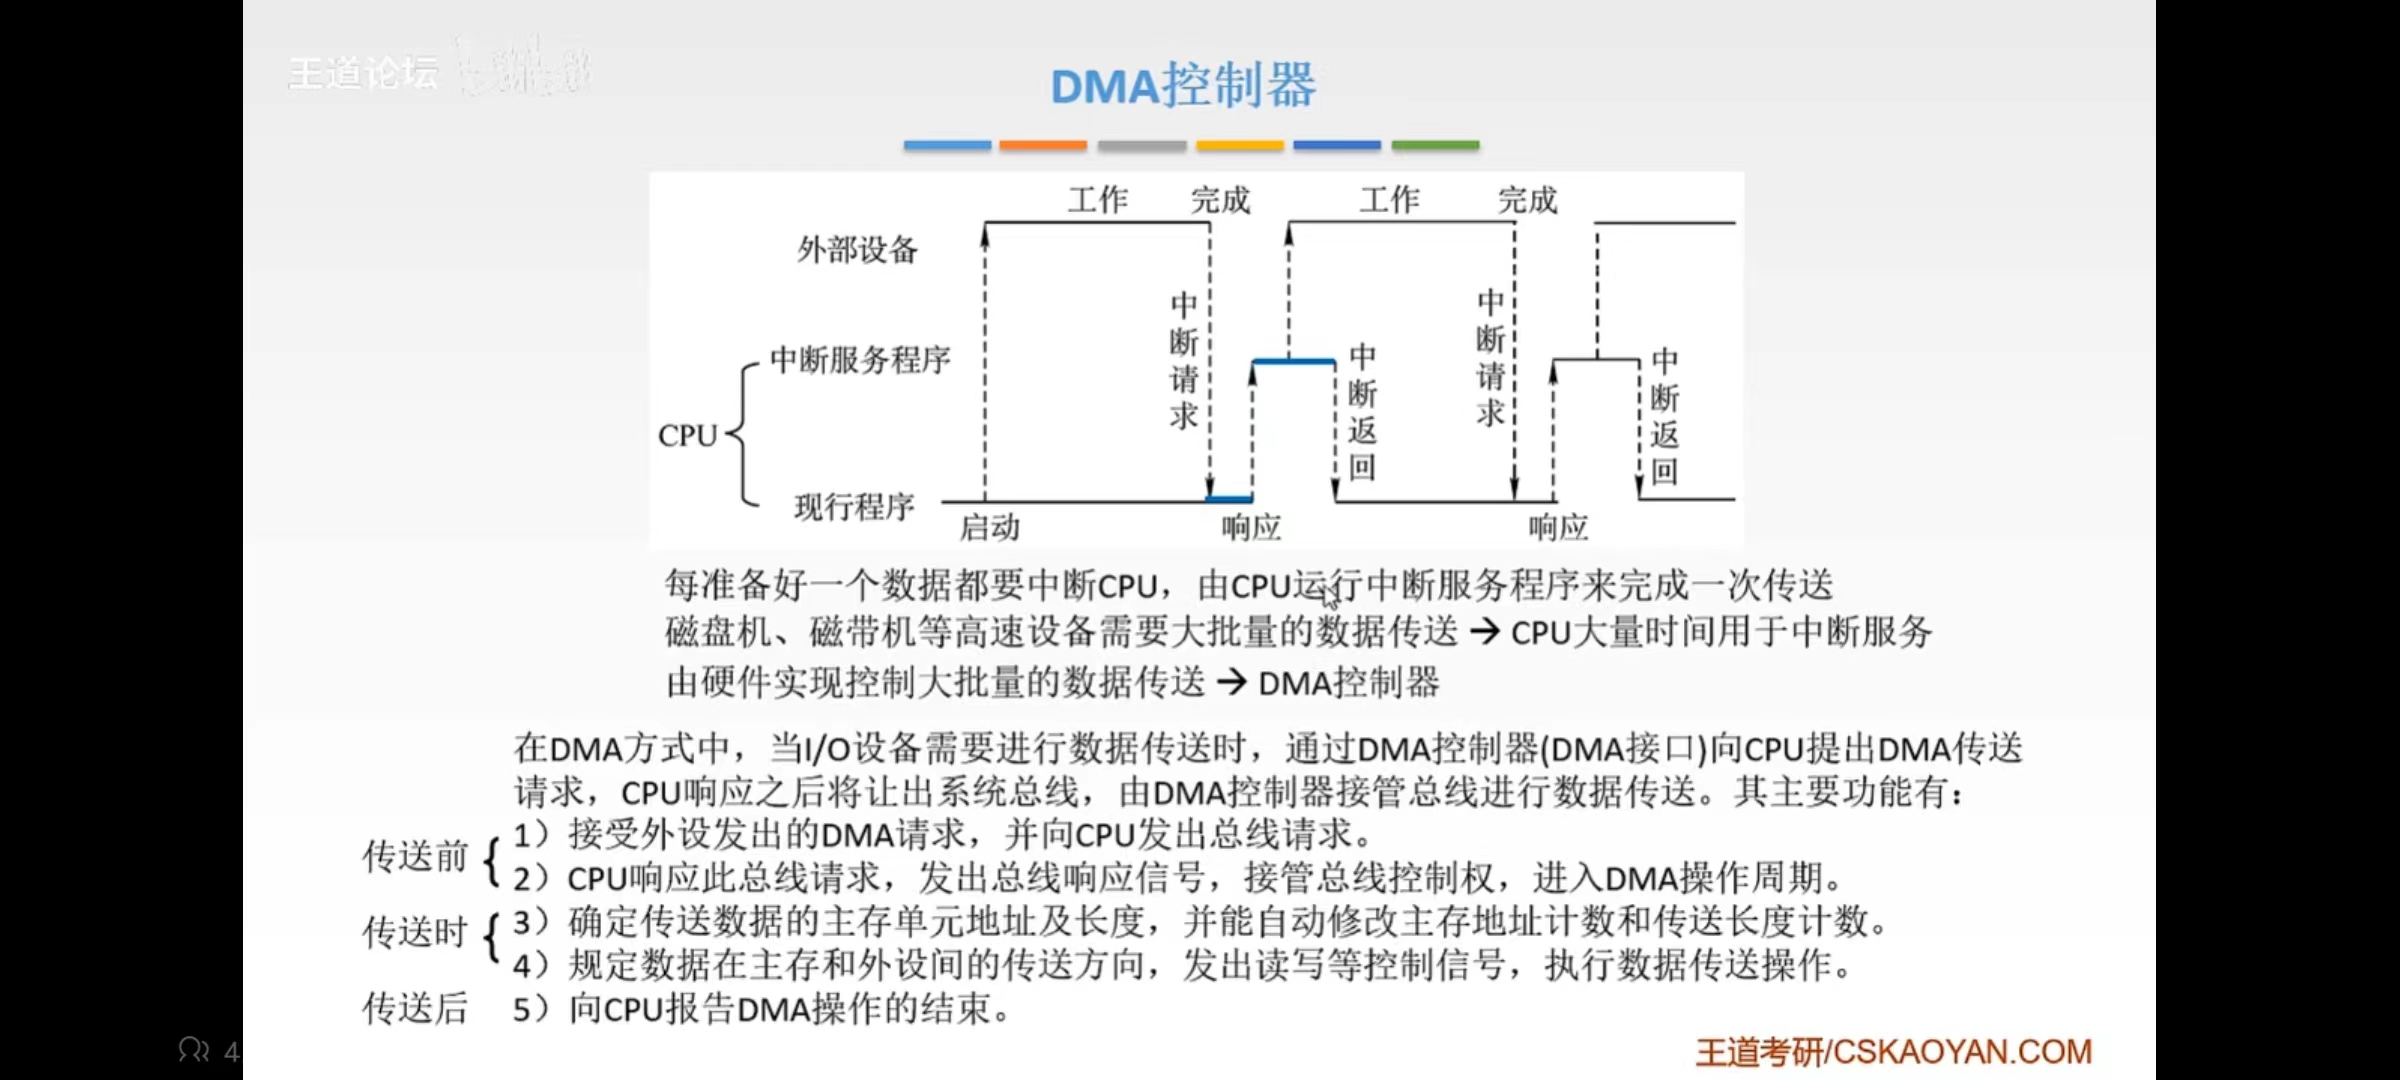 王道论坛
DMA控制器
工作 完成 工作 完成
外部设备
中断请求
中断请求
中断服务程序
中断返回
中断返回
CPU
现行程序
启动 响应 响应
每准备好一个数据都要中断CPU，由CPU运行中断服务程序来完成一次传送
磁盘机、磁带机等高速设备需要大批量的数据传送→CPU大量时间用于中断服务
由硬件实现控制大批量的数据传送→DMA控制器
在DMA方式中，当I/O设备需要进行数据传送时，通过DMA控制器(DMA接口)向CPU提出DMA传送
请求，CPU响应之后将让出系统总线，由DMA控制器接管总线进行数据传送。其主要功能有：
传送前
1）接受外设发出的DMA请求，并向CPU发出总线请求。
2）CPU响应此总线请求，发出总线响应信号，接管总线控制权，进入DMA操作周期。
传送时
3）确定传送数据的主存单元地址及长度，并能自动修改主存地址计数和传送长度计数。
4）规定数据在主存和外设间的传送方向，发出读写等控制信号，执行数据传送操作。
传送后 5）向CPU报告DMA操作的结束。
4
王道考研/CSKAOYAN.COM